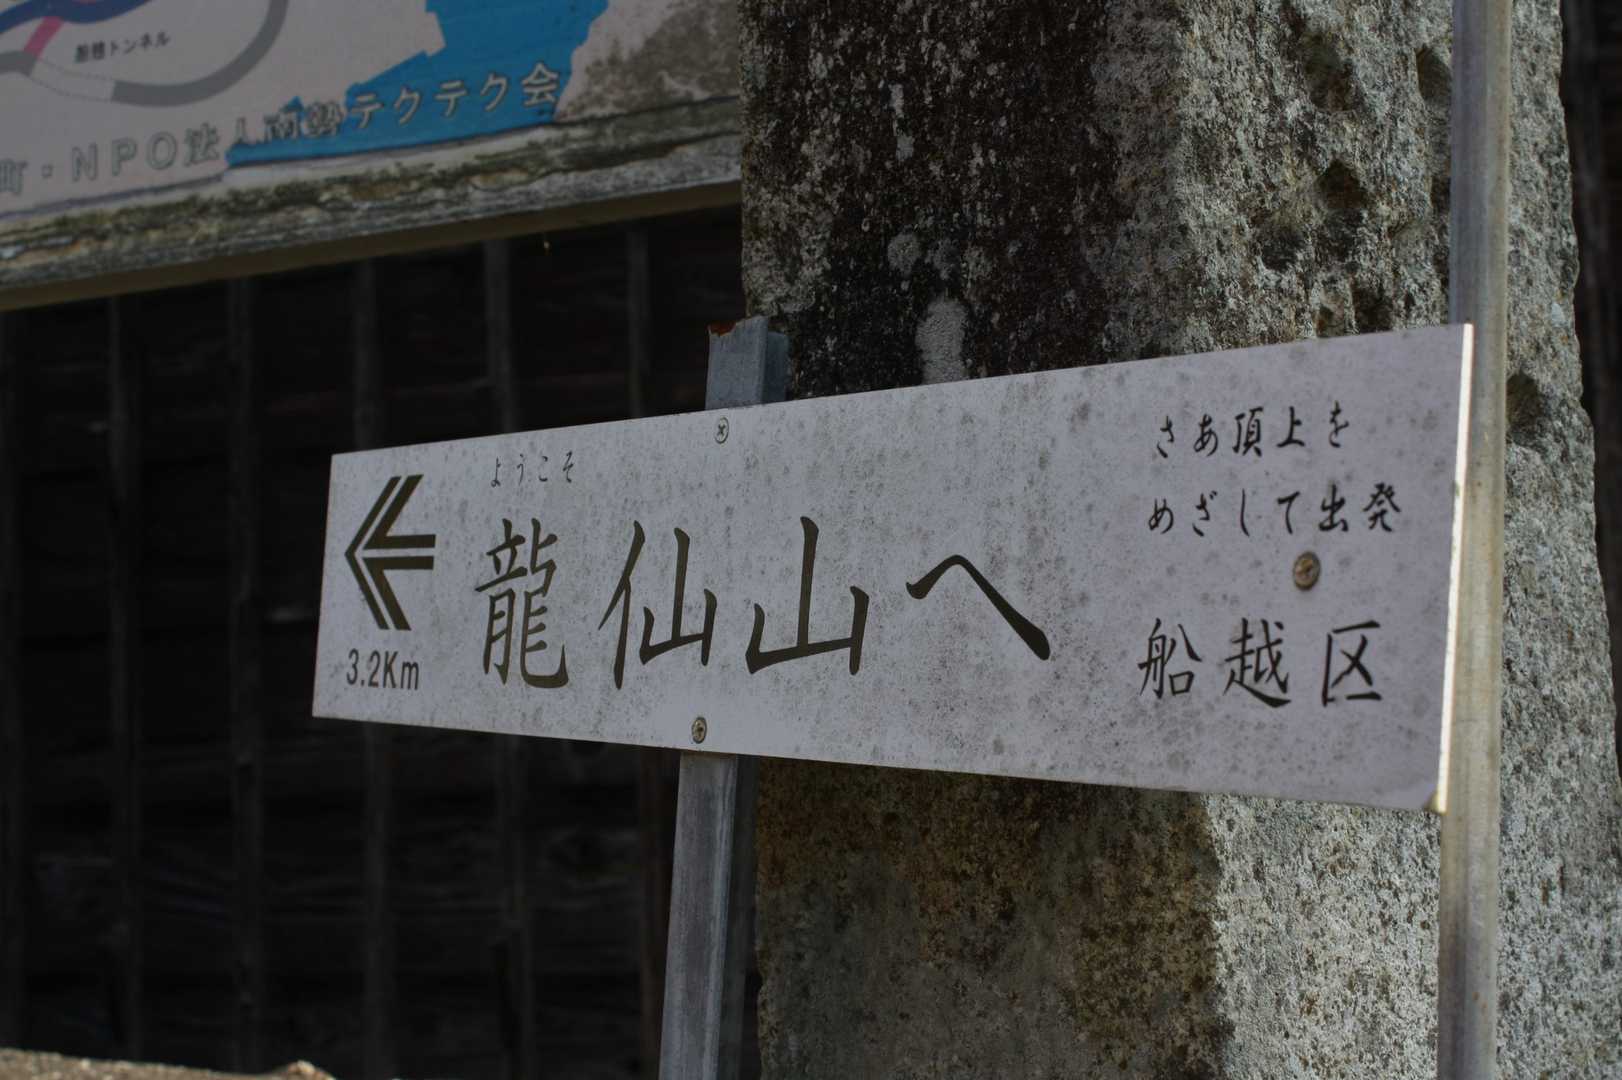 トンネル
町・NPO法人南勢テクテク会
ようこそ
龍仙山へ
3.2Km
さあ頂上を
めざして出発
船越区